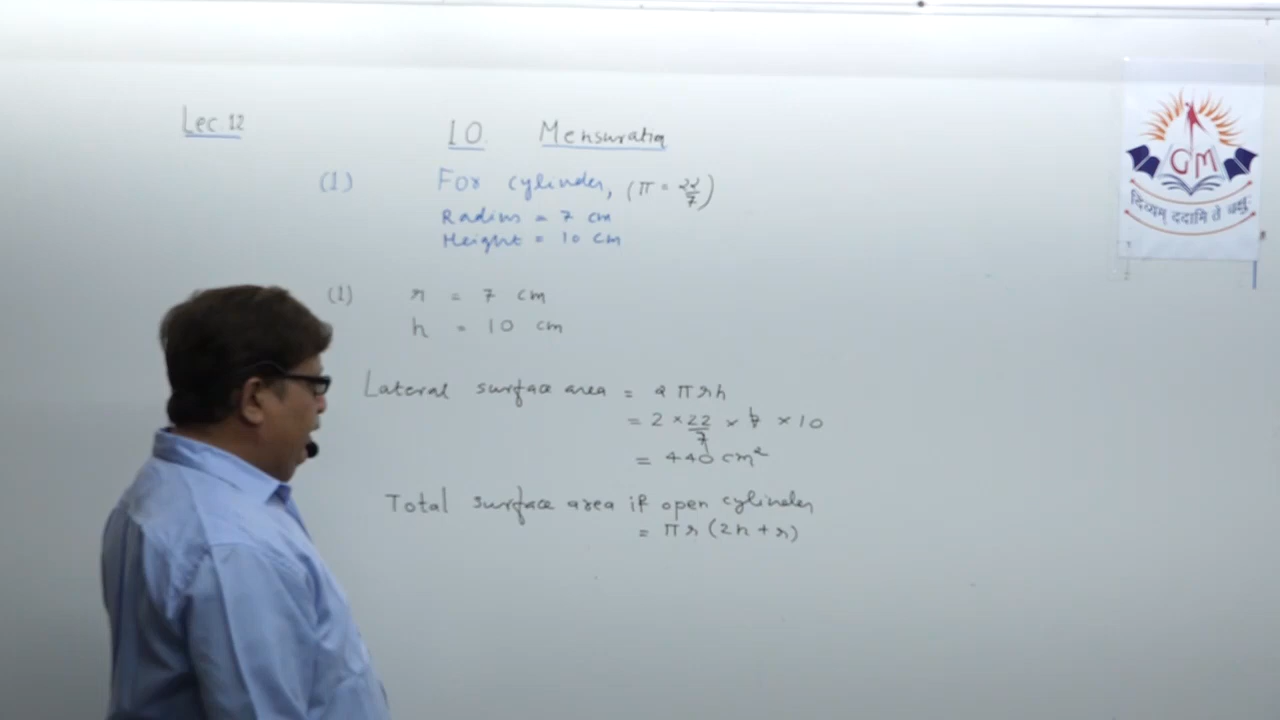 Lec 12
10. Mensuration
(1) For cylinder, (π = 22/7)
Radius = 7 cm
Height = 10 cm
(1) r = 7 cm
h = 10 cm
Lateral surface area = 2πrh
= 2 × 22/7 × 7 × 10
= 440 cm²
Total surface area if open cylinder
= πr(2h + r)
GM
दिव्यम् ददामि ते चक्षुः